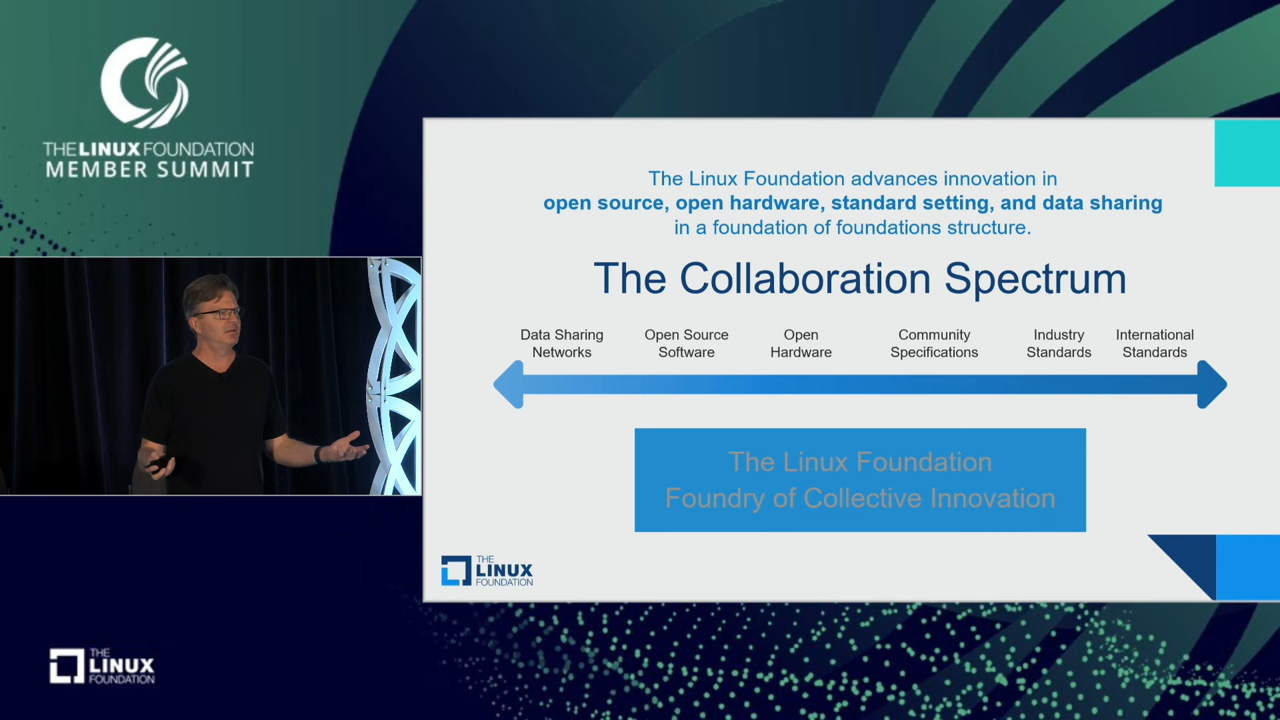 THE LINUX FOUNDATION
MEMBER SUMMIT
The Linux Foundation advances innovation in
open source, open hardware, standard setting, and data sharing
in a foundation of foundations structure.
The Collaboration Spectrum
Data Sharing
Networks
Open Source
Software
Open
Hardware
Community
Specifications
Industry
Standards
International
Standards
The Linux Foundation
Foundry of Collective Innovation
THE
LINUX
FOUNDATION
THE
LINUX
FOUNDATION